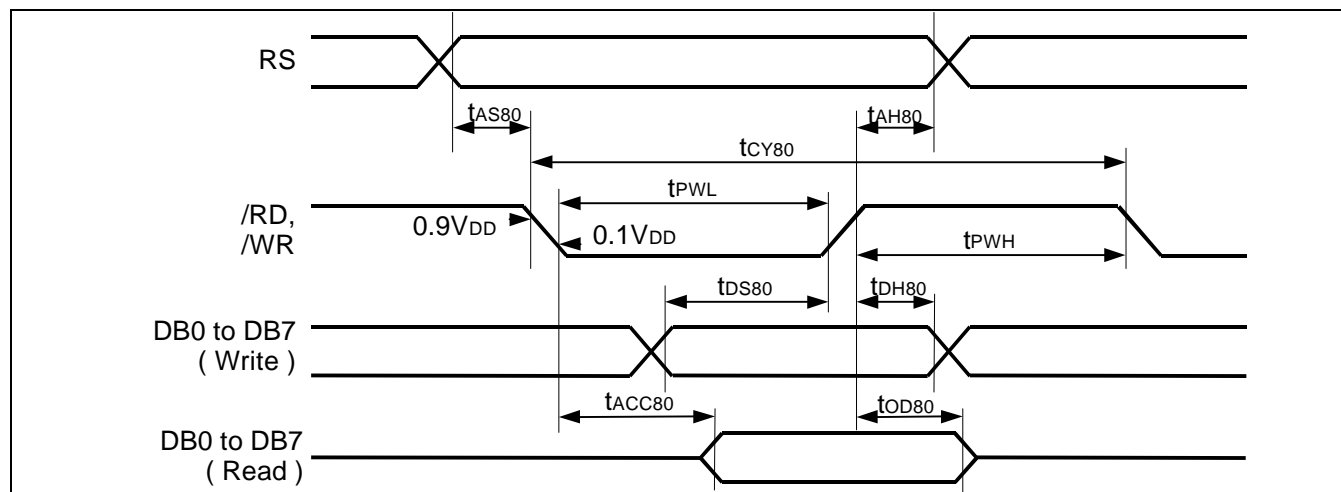 RS
tAS80
tAH80
tCY80
/RD,
/WR
tPWL
0.9VDD
0.1VDD
tPWH
tDS80
tDH80
DB0 to DB7
( Write )
tACC80
tOD80
DB0 to DB7
( Read )